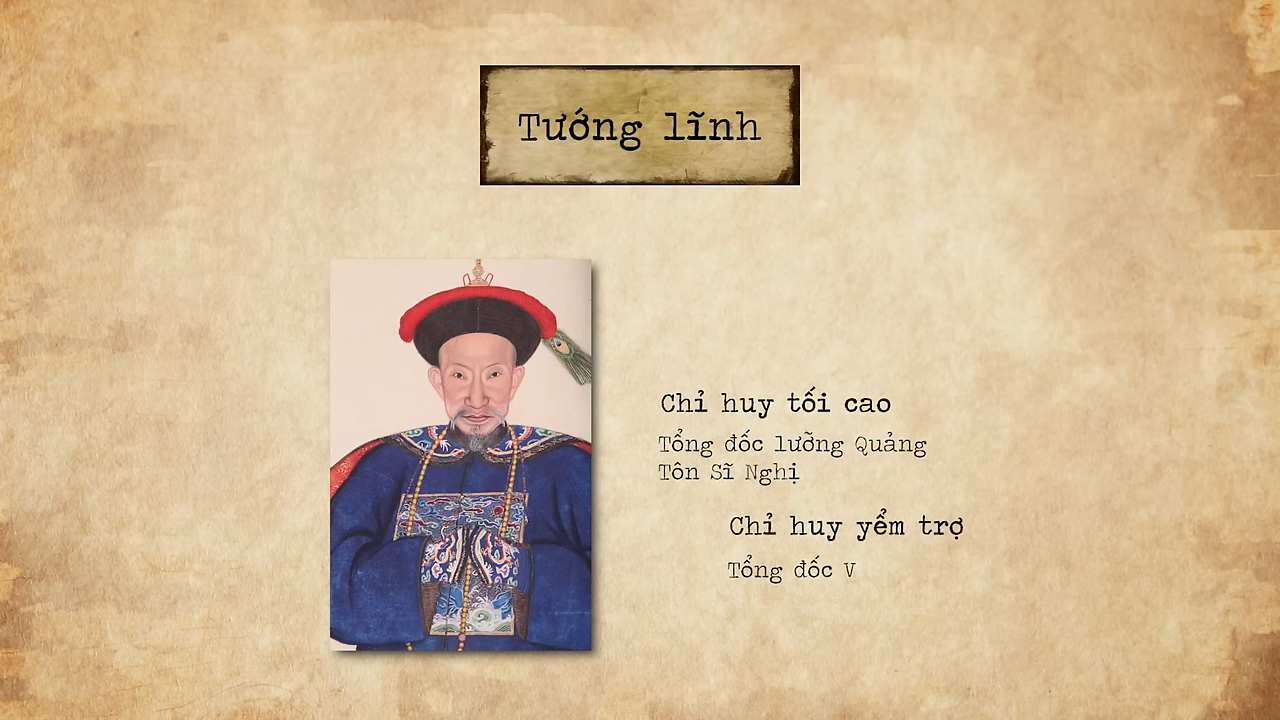 Tướng lĩnh
Chỉ huy tối cao
Tổng đốc lưỡng Quảng
Tôn Sĩ Nghị
Chỉ huy yểm trợ
Tổng đốc V